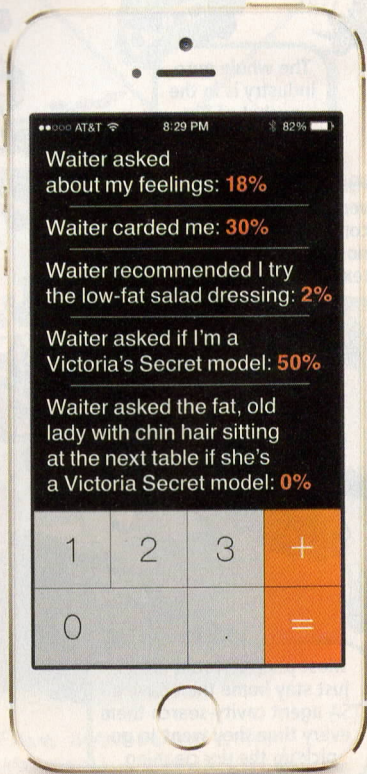 AT&T 8:29 PM 82%
Waiter asked
about my feelings: 18%
Waiter carded me: 30%
Waiter recommended I try
the low-fat salad dressing: 2%
Waiter asked if I'm a
Victoria's Secret model: 50%
Waiter asked the fat, old
lady with chin hair sitting
at the next table if she's
a Victoria Secret model: 0%
1 2 3 +
0 . =